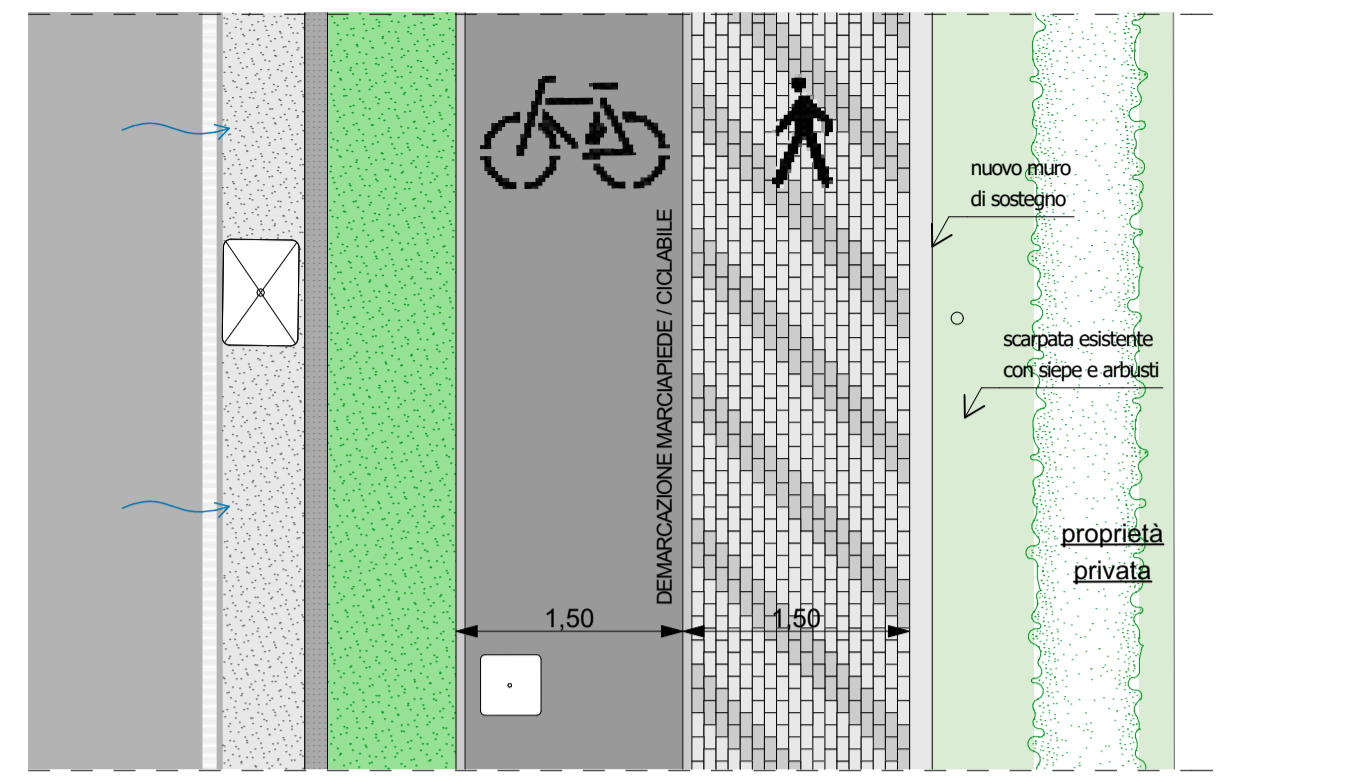 nuovo muro
di sostegno
DEMARCAZIONE MARCIAPIEDE / CICLABILE
scarpata esistente
con siepe e arbusti
proprietà
privata
1,50
1,50